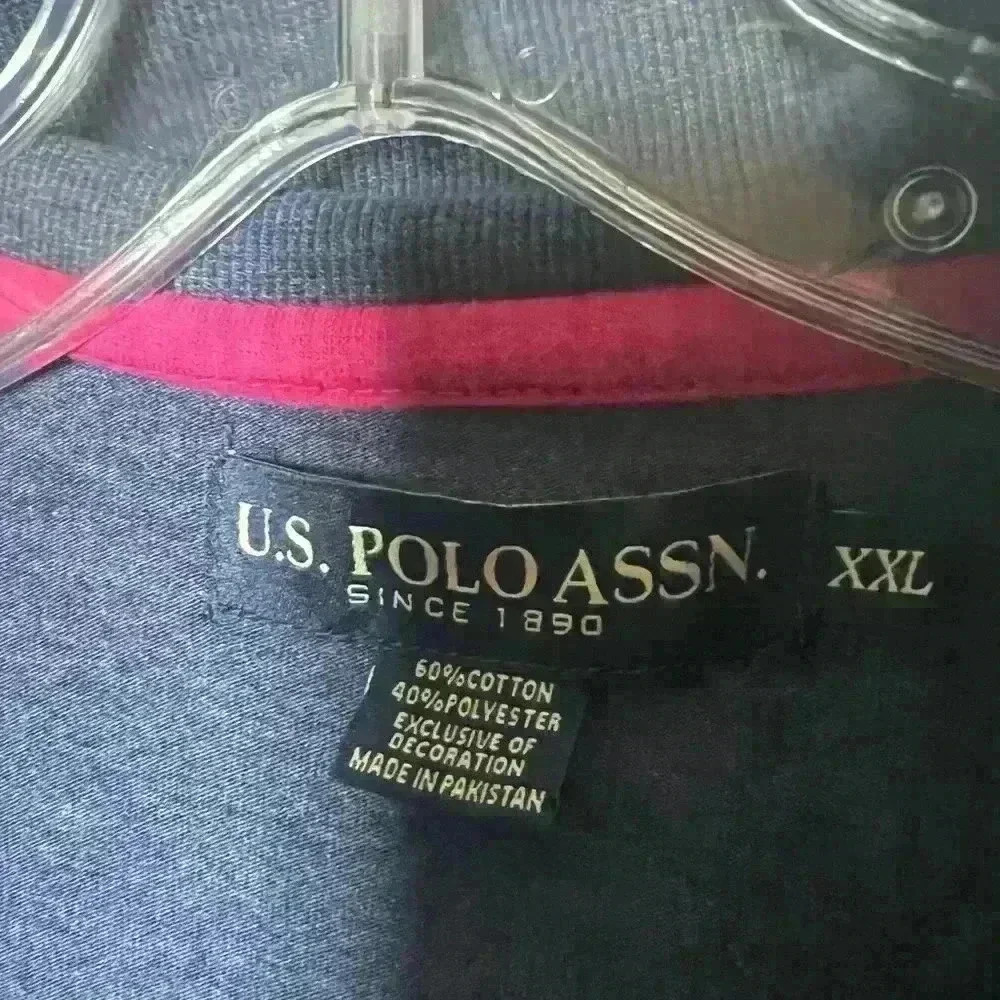 U.S. POLO ASSN. XXL
SINCE 1890
60%COTTON
40%POLYESTER
EXCLUSIVE OF
DECORATION
MADE IN PAKISTAN